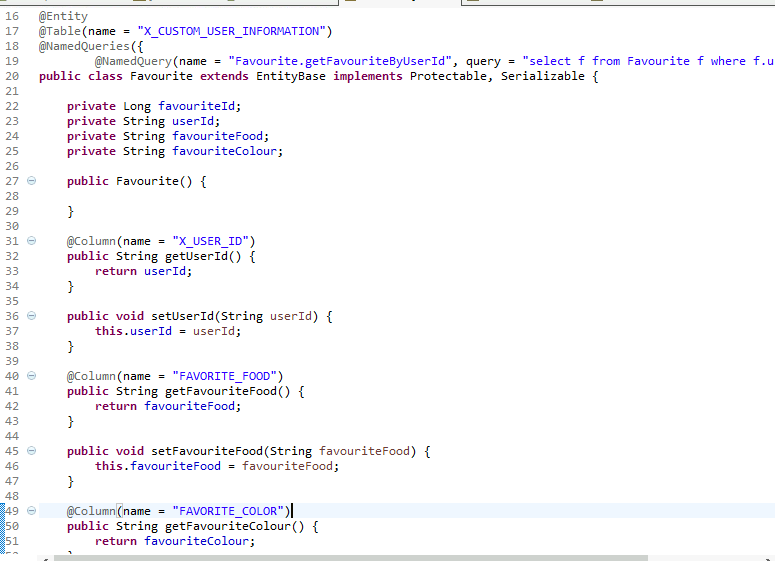 16 @Entity
17 @Table(name = "X_CUSTOM_USER_INFORMATION")
18 @NamedQueries({
19 @NamedQuery(name = "Favourite.getFavouriteByUserId", query = "select f from Favourite f where f.u
20 public class Favourite extends EntityBase implements Protectable, Serializable {
21
22 private Long favouriteId;
23 private String userId;
24 private String favouriteFood;
25 private String favouriteColour;
26
27 public Favourite() {
28
29 }
30
31 @Column(name = "X_USER_ID")
32 public String getUserId() {
33 return userId;
34 }
35
36 public void setUserId(String userId) {
37 this.userId = userId;
38 }
39
40 @Column(name = "FAVORITE_FOOD")
41 public String getFavouriteFood() {
42 return favouriteFood;
43 }
44
45 public void setFavouriteFood(String favouriteFood) {
46 this.favouriteFood = favouriteFood;
47 }
48
49 @Column(name = "FAVORITE_COLOR")
50 public String getFavouriteColour() {
51 return favouriteColour;